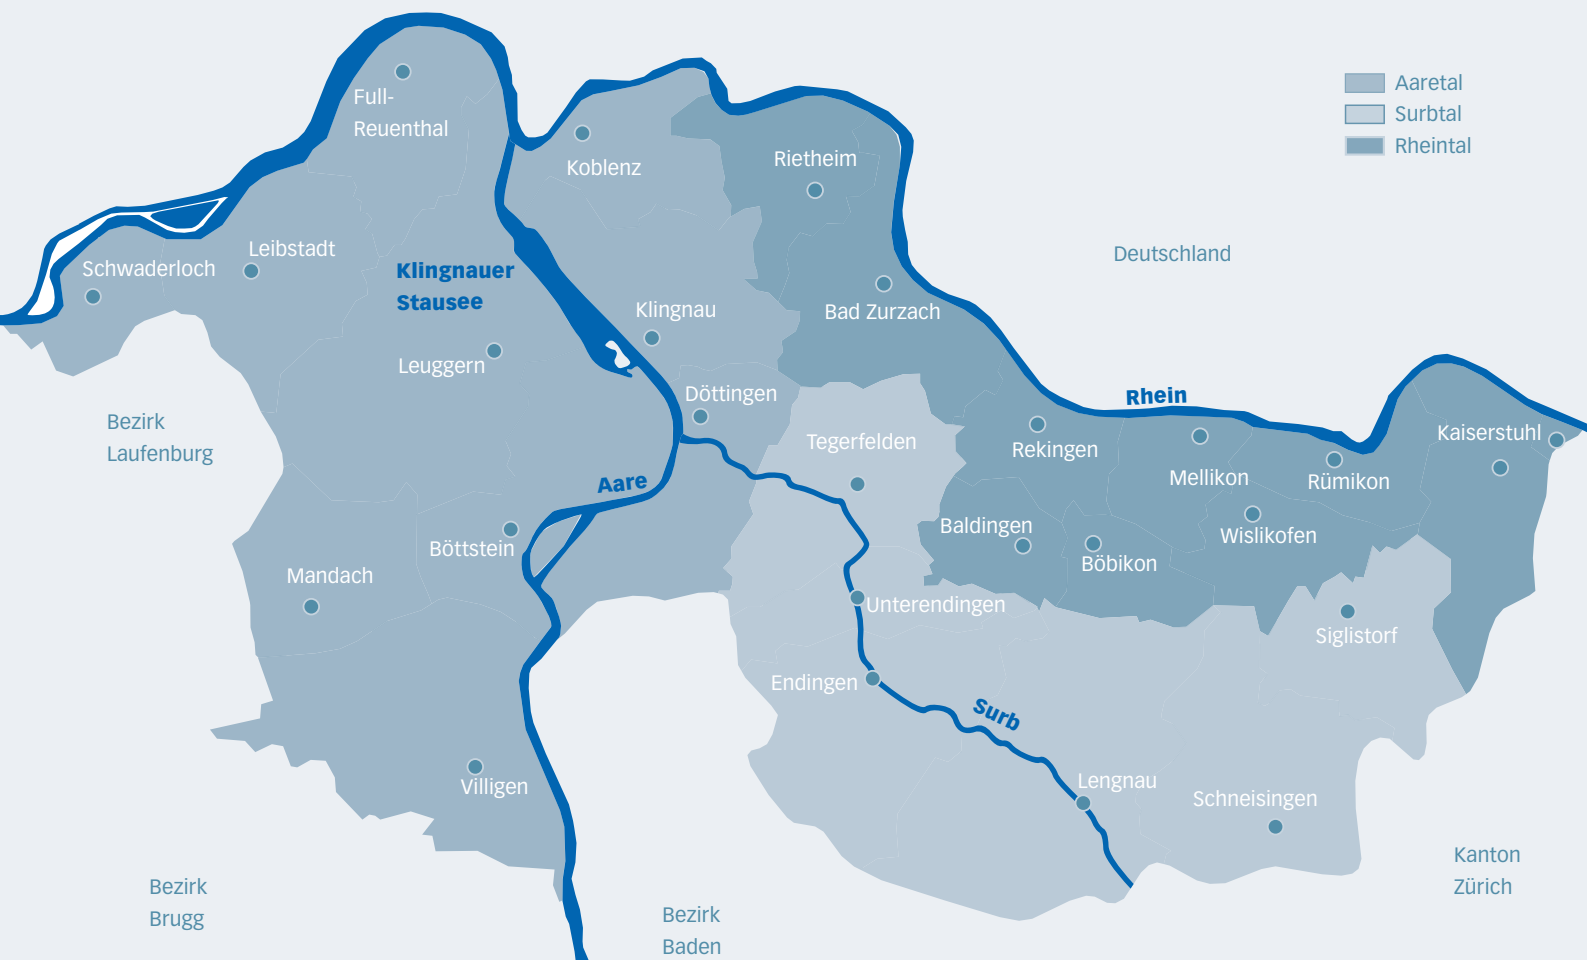 Full-
Reuenthal
Koblenz
Rietheim
Aaretal
Surbtal
Rheintal
Schwaderloch
Leibstadt
Klingnauer
Stausee
Klingnau
Bad Zurzach
Deutschland
Leuggern
Döttingen
Rhein
Bezirk
Laufenburg
Tegerfelden
Rekingen
Mellikon
Rümikon
Kaiserstuhl
Aare
Böttstein
Baldingen
Böbikon
Wislikofen
Mandach
Unterendingen
Siglistorf
Endingen
Surb
Villigen
Lengnau
Schneisingen
Bezirk
Brugg
Bezirk
Baden
Kanton
Zürich